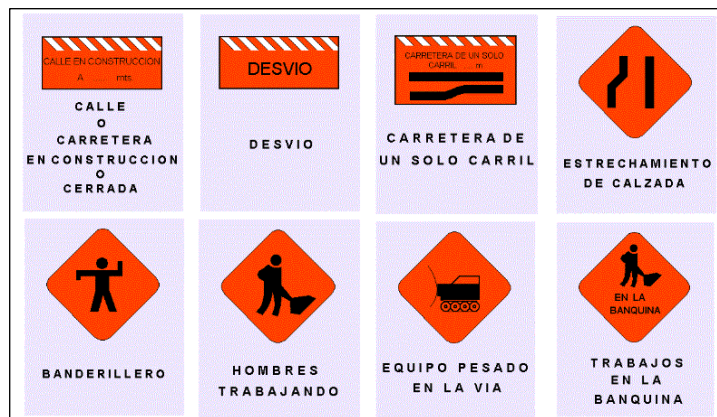 CALLE EN CONSTRUCCION
A ........ mts
CALLE
O
CARRETERA
EN CONSTRUCCION
O
CERRADA
DESVIO
DESVIO
CARRETERA DE UN SOLO
CARRIL .... m
CARRETERA DE
UN SOLO CARRIL
ESTRECHAMIENTO
DE CALZADA
BANDERILLERO
HOMBRES
TRABAJANDO
EQUIPO PESADO
EN LA VIA
EN LA
BANQUINA
TRABAJOS
EN LA
BANQUINA